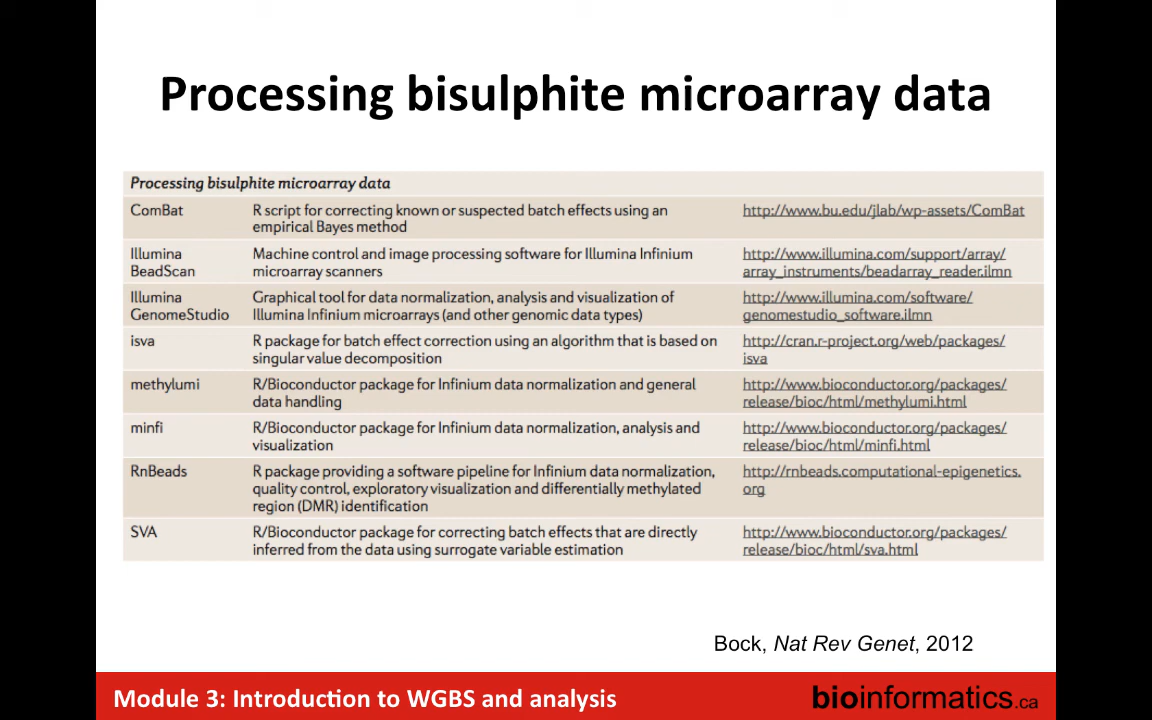 Processing bisulphite microarray data
Processing bisulphite microarray data
ComBat R script for correcting known or suspected batch effects using an http://www.bu.edu/jlab/wp-assets/ComBat
empirical Bayes method
Illumina Machine control and image processing software for Illumina Infinium http://www.illumina.com/support/array/
BeadScan microarray scanners array_instruments/beadarray_reader.ilmn
Illumina Graphical tool for data normalization, analysis and visualization of http://www.illumina.com/software/
GenomeStudio Illumina Infinium microarrays (and other genomic data types) genomestudio_software.ilmn
isva R package for batch effect correction using an algorithm that is based on http://cran.r-project.org/web/packages/
singular value decomposition isva
methylumi R/Bioconductor package for Infinium data normalization and general http://www.bioconductor.org/packages/
data handling release/bioc/html/methylumi.html
minfi R/Bioconductor package for Infinium data normalization, analysis and http://www.bioconductor.org/packages/
visualization release/bioc/html/minfi.html
RnBeads R package providing a software pipeline for Infinium data normalization, http://rnbeads.computational-epigenetics.
quality control, exploratory visualization and differentially methylated org
region (DMR) identification
SVA R/Bioconductor package for correcting batch effects that are directly http://www.bioconductor.org/packages/
inferred from the data using surrogate variable estimation release/bioc/html/sva.html
Bock, Nat Rev Genet, 2012
Module 3: Introduction to WGBS and analysis bioinformatics.ca